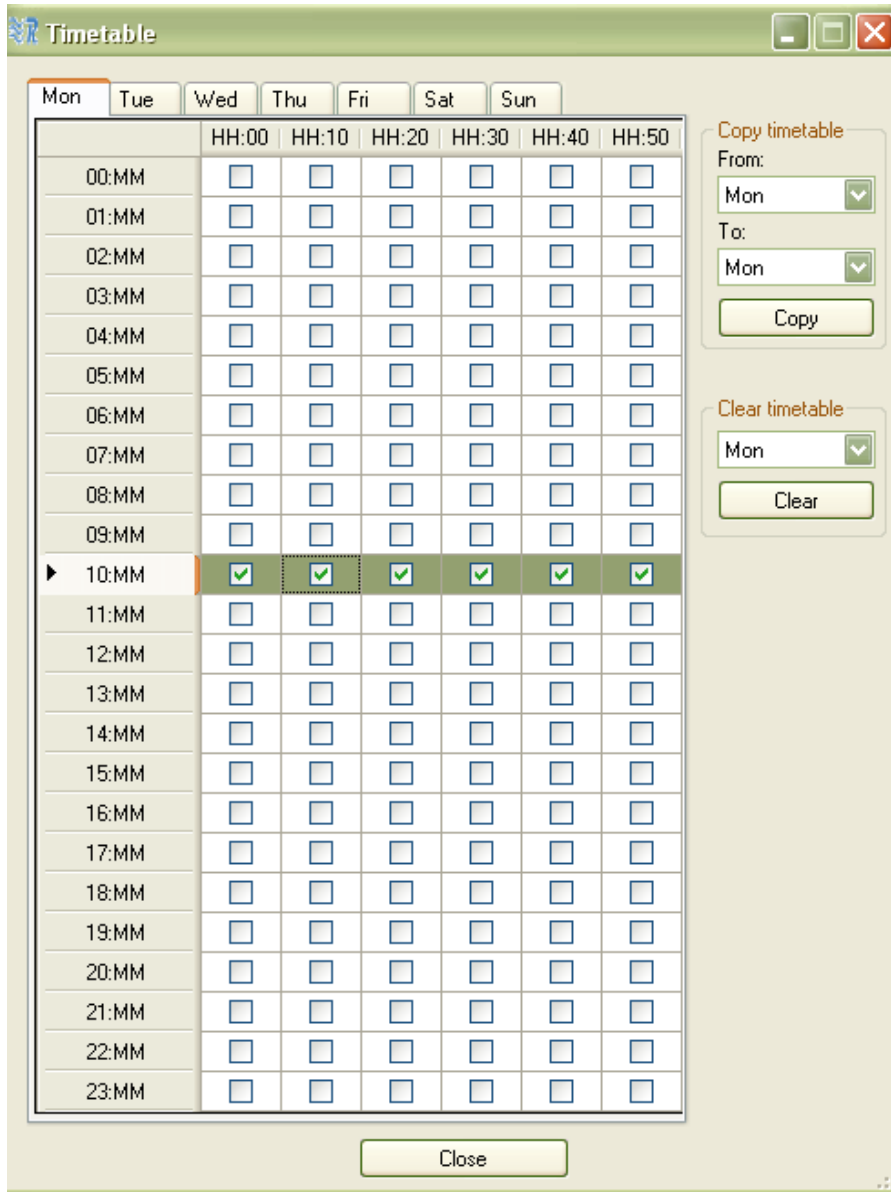 Timetable
Mon Tue Wed Thu Fri Sat Sun
HH:00 HH:10 HH:20 HH:30 HH:40 HH:50
00:MM
01:MM
02:MM
03:MM
04:MM
05:MM
06:MM
07:MM
08:MM
09:MM
10:MM
11:MM
12:MM
13:MM
14:MM
15:MM
16:MM
17:MM
18:MM
19:MM
20:MM
21:MM
22:MM
23:MM
Copy timetable
From:
Mon
To:
Mon
Copy
Clear timetable
Mon
Clear
Close